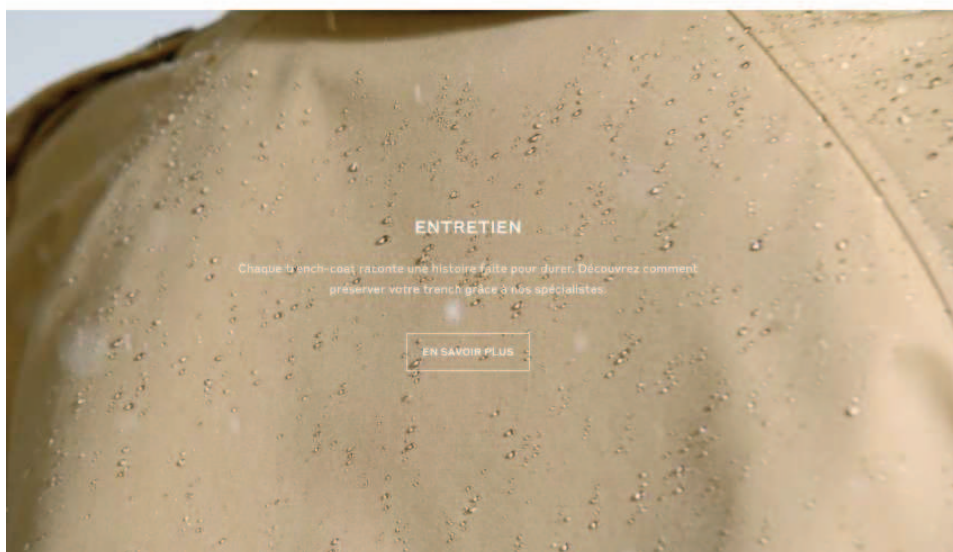 ENTRETIEN
Chaque trench-coat raconte une histoire faite pour durer. Découvrez comment
préserver votre trench grâce à nos spécialistes.
EN SAVOIR PLUS